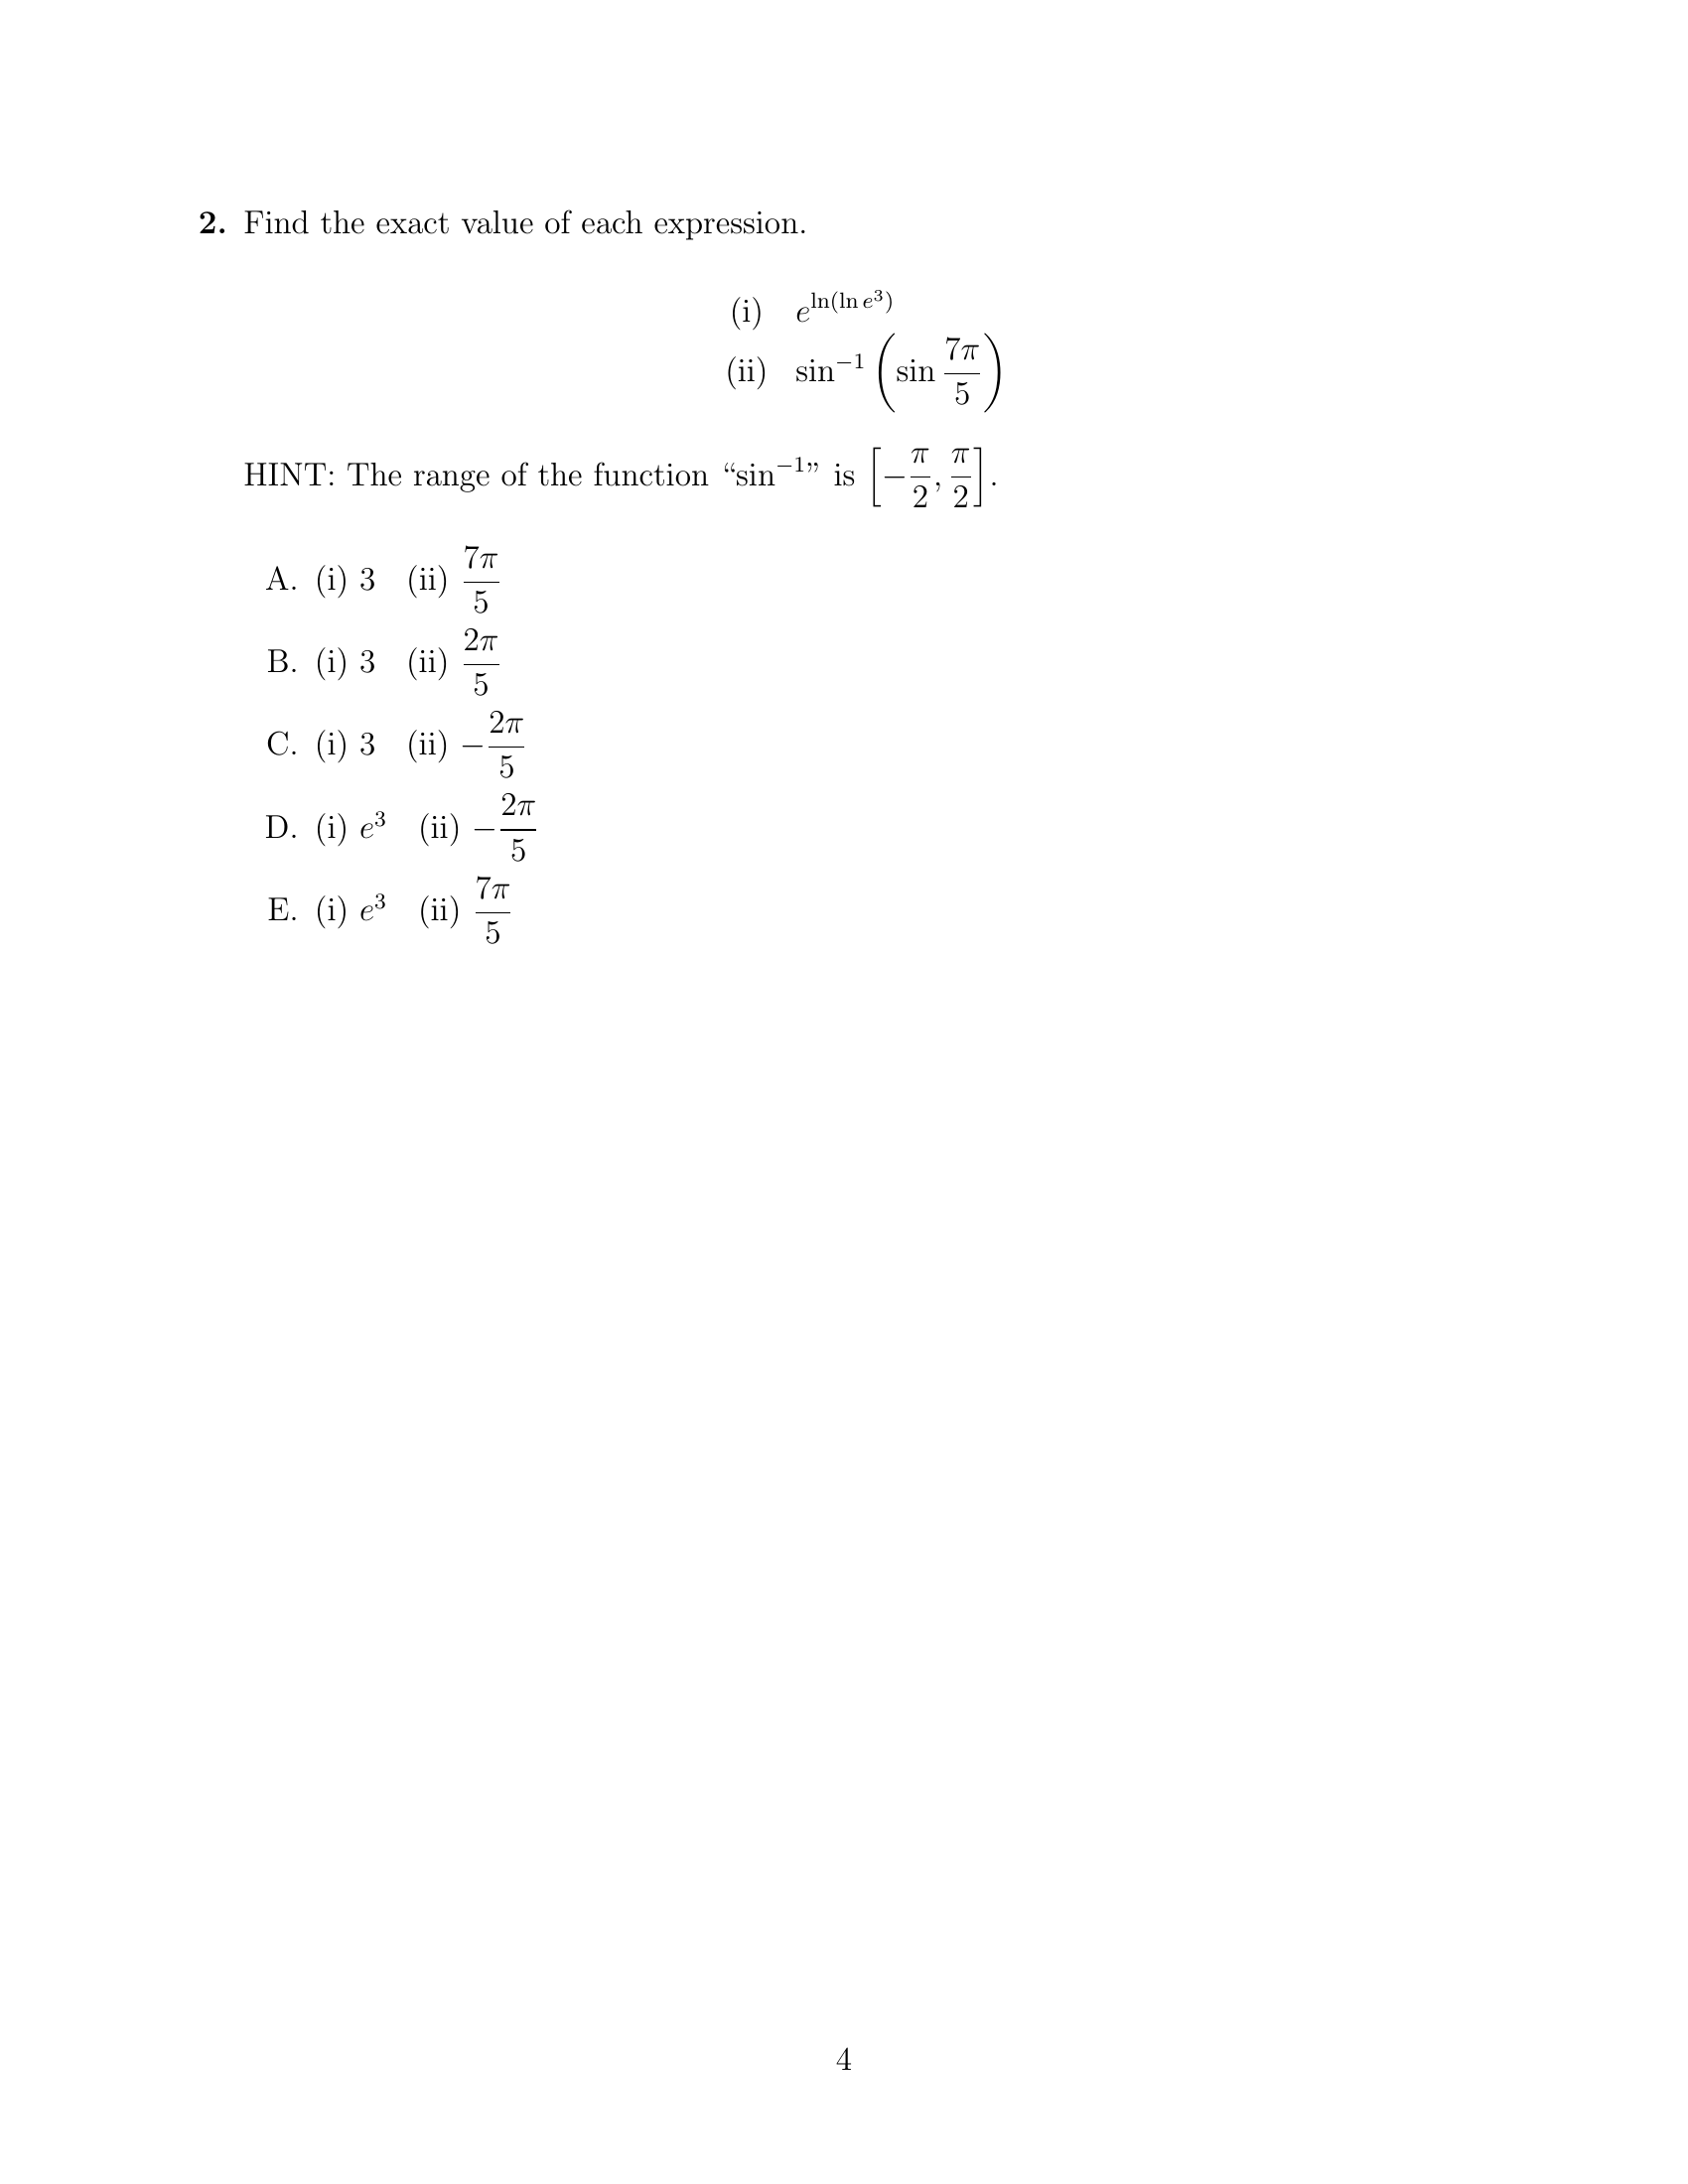 2. Find the exact value of each expression.
(i) $e^{\ln(\ln e^3)}$
(ii) $\sin^{-1}\left(\sin\frac{7\pi}{5}\right)$
HINT: The range of the function “$\sin^{-1}$” is $\left[-\frac{\pi}{2}, \frac{\pi}{2}\right]$.
A. (i) 3 (ii) $\frac{7\pi}{5}$
B. (i) 3 (ii) $\frac{2\pi}{5}$
C. (i) 3 (ii) $-\frac{2\pi}{5}$
D. (i) $e^3$ (ii) $-\frac{2\pi}{5}$
E. (i) $e^3$ (ii) $\frac{7\pi}{5}$
4